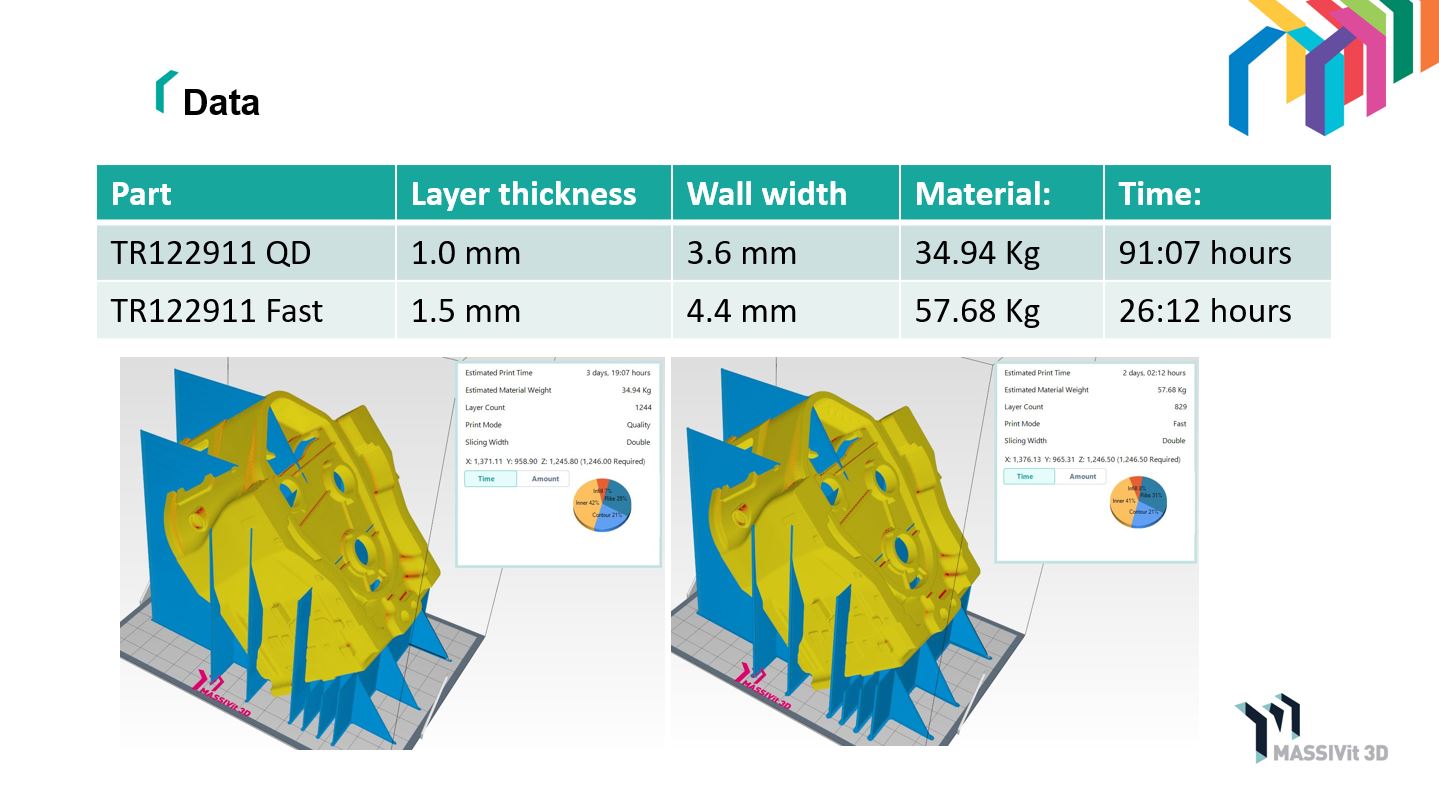 Data
Part Layer thickness Wall width Material: Time:
TR122911 QD 1.0 mm 3.6 mm 34.94 Kg 91:07 hours
TR122911 Fast 1.5 mm 4.4 mm 57.68 Kg 26:12 hours
Estimated Print Time 3 days, 19:07 hours
Estimated Material Weight 34.94 Kg
Layer Count 1244
Print Mode Quality
Slicing Width Double
X: 1,371.11 Y: 958.90 Z: 1,245.80 (1,246.00 Required)
Time Amount
Infill 7%
Ribs 29%
Inner 42%
Contour 21%
MASSIVit 3D
Estimated Print Time 2 days, 02:12 hours
Estimated Material Weight 57.68 Kg
Layer Count 829
Print Mode Fast
Slicing Width Double
X: 1,376.13 Y: 965.31 Z: 1,246.50 (1,246.50 Required)
Time Amount
Infill 8%
Ribs 31%
Inner 41%
Contour 21%
MASSIVit 3D
MASSIVit 3D